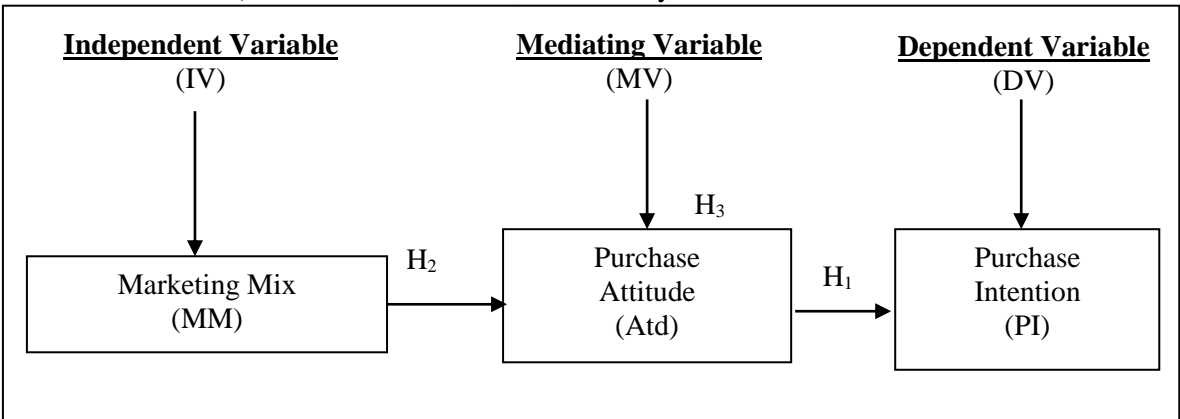 Independent Variable
(IV)
Mediating Variable
(MV)
Dependent Variable
(DV)
H₃
H₂
Marketing Mix
(MM)
Purchase
Attitude
(Atd)
H₁
Purchase
Intention
(PI)